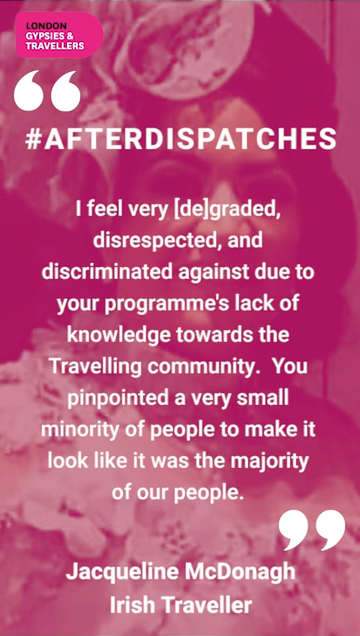 LONDON
GYPSIES &
TRAVELLERS
“
#AFTERDISPATCHES
I feel very [de]graded,
disrespected, and
discriminated against due to
your programme's lack of
knowledge towards the
Travelling community.  You
pinpointed a very small
minority of people to make it
look like it was the majority
of our people.
”
Jacqueline McDonagh
Irish Traveller